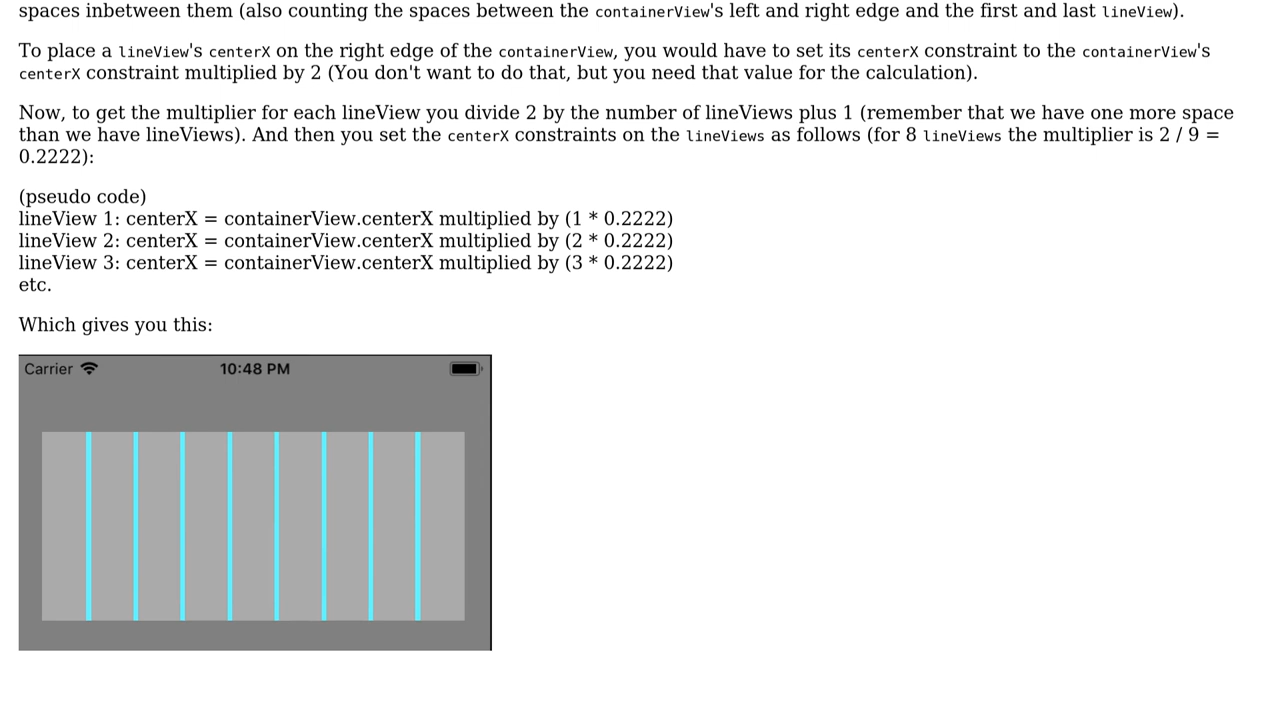 spaces inbetween them (also counting the spaces between the containerView's left and right edge and the first and last lineView).
To place a lineView's centerX on the right edge of the containerView, you would have to set its centerX constraint to the containerView's
centerX constraint multiplied by 2 (You don't want to do that, but you need that value for the calculation).
Now, to get the multiplier for each lineView you divide 2 by the number of lineViews plus 1 (remember that we have one more space
than we have lineViews). And then you set the centerX constraints on the lineViews as follows (for 8 lineViews the multiplier is 2 / 9 =
0.2222):
(pseudo code)
lineView 1: centerX = containerView.centerX multiplied by (1 * 0.2222)
lineView 2: centerX = containerView.centerX multiplied by (2 * 0.2222)
lineView 3: centerX = containerView.centerX multiplied by (3 * 0.2222)
etc.
Which gives you this:
Carrier 10:48 PM